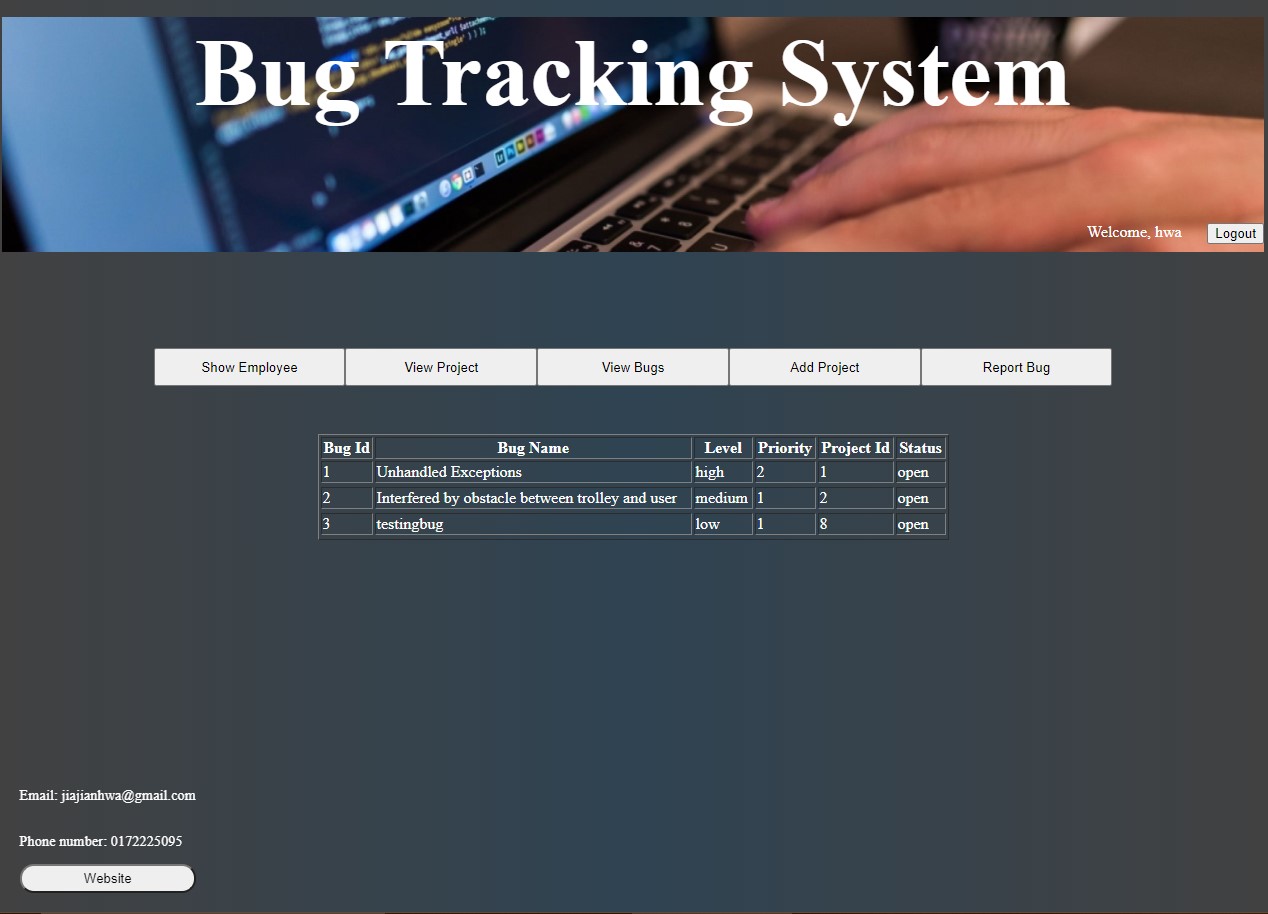 Bug Tracking System
Welcome, hwa Logout
Show Employee View Project View Bugs Add Project Report Bug
Bug Id Bug Name Level Priority Project Id Status
1 Unhandled Exceptions high 2 1 open
2 Interfered by obstacle between trolley and user medium 1 2 open
3 testingbug low 1 8 open
Email: jiajianhwa@gmail.com
Phone number: 0172225095
Website